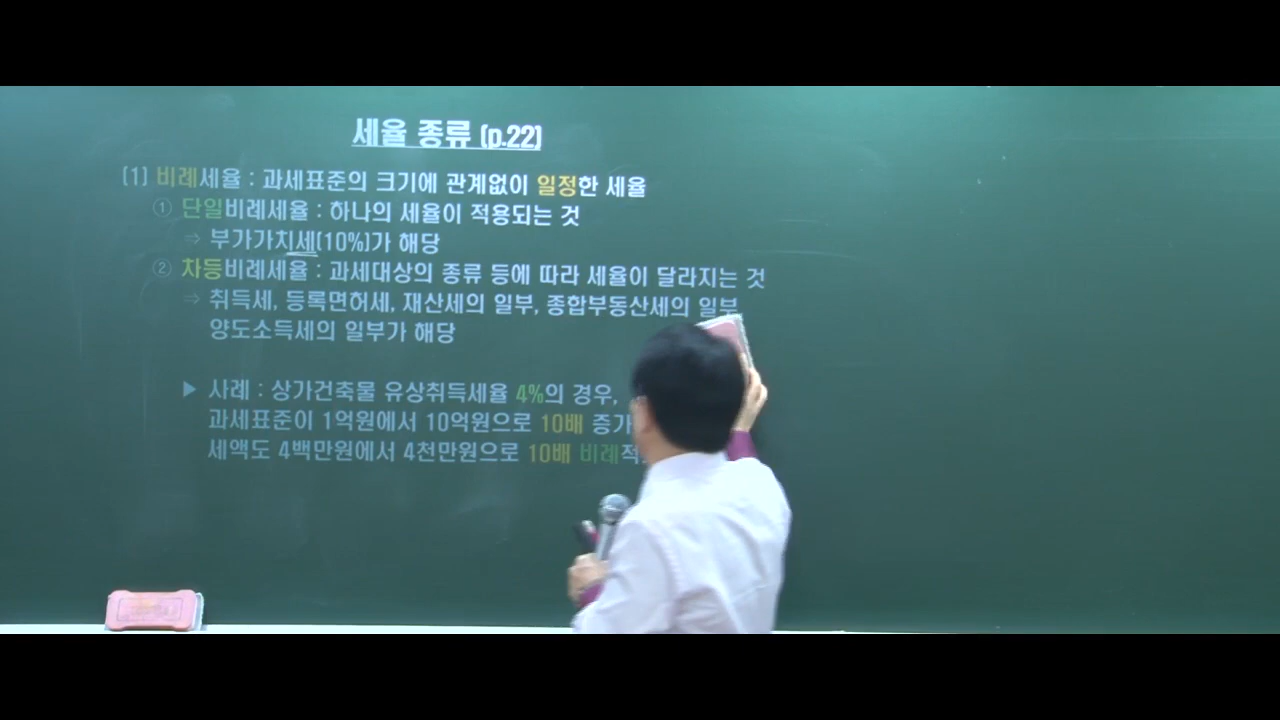 세율 종류 (p.22)
(1) 비례세율 : 과세표준의 크기에 관계없이 일정한 세율
① 단일비례세율 : 하나의 세율이 적용되는 것
⇒ 부가가치세(10%)가 해당
② 차등비례세율 : 과세대상의 종류 등에 따라 세율이 달라지는 것
⇒ 취득세, 등록면허세, 재산세의 일부, 종합부동산세의 일부
양도소득세의 일부가 해당
▶ 사례 : 상가건축물 유상취득세율 4%의 경우,
과세표준이 1억원에서 10억원으로 10배 증가
세액도 4백만원에서 4천만원으로 10배 비례적